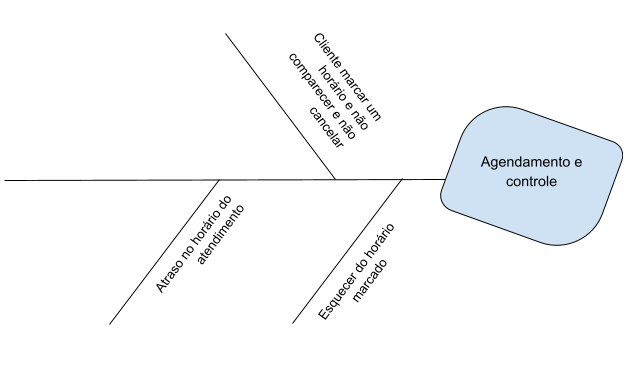 Cliente marcar um
horário e não
comparecer e não
cancelar
Agendamento e
controle
Atraso no horário do
atendimento
Esquecer do horário
marcado